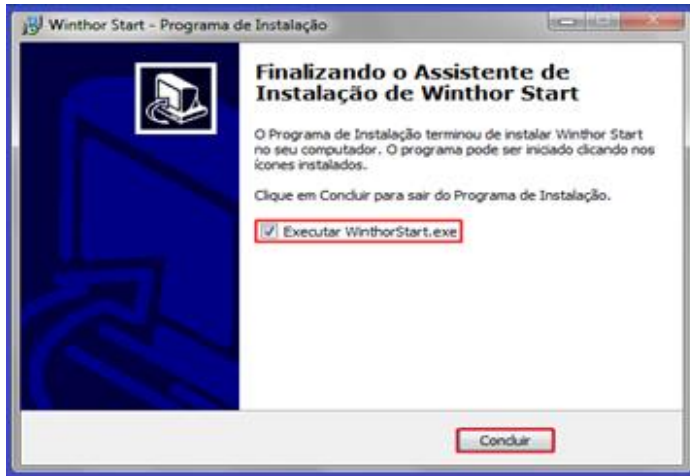 Winthor Start - Programa de Instalação
Finalizando o Assistente de
Instalação de Winthor Start
O Programa de Instalação terminou de instalar Winthor Start
no seu computador. O programa pode ser iniciado clicando nos
ícones instalados.
Clique em Concluir para sair do Programa de Instalação.
Executar WinthorStart.exe
Concluir